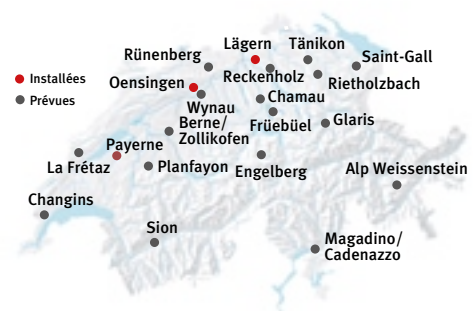 Lägern
Tänikon
Rünenberg
Saint-Gall
Installées
Oensingen
Reckenholz
Rietholzbach
Prévues
Wynau
Chamau
Berne/
Zollikofen
Früebüel
Glaris
Payerne
La Frétaz
Planfayon
Engelberg
Alp Weissenstein
Changins
Sion
Magadino/
Cadenazzo